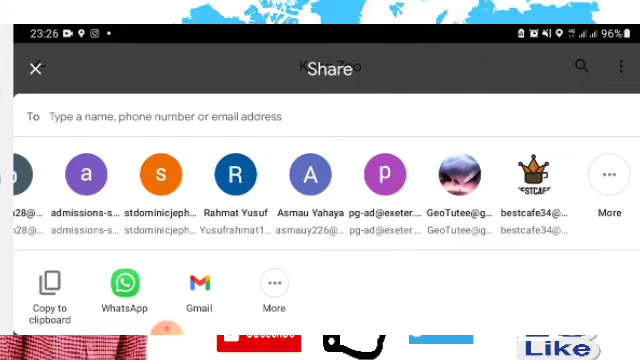 23:26 96%
Share
To Type a name, phone number or email address
a s R A p
28@... admissions-s... stdominicjeph... Rahmat Yusuf Asmau Yahaya pg-ad@exeter... GeoTutee@g... bestcafe34@... More
28@... admissions-s... stdominicjeph... Yusufrahmat1... asmauy226@... pg-ad@exeter... GeoTutee@g... bestcafe34@...
Copy to clipboard WhatsApp Gmail More
Like